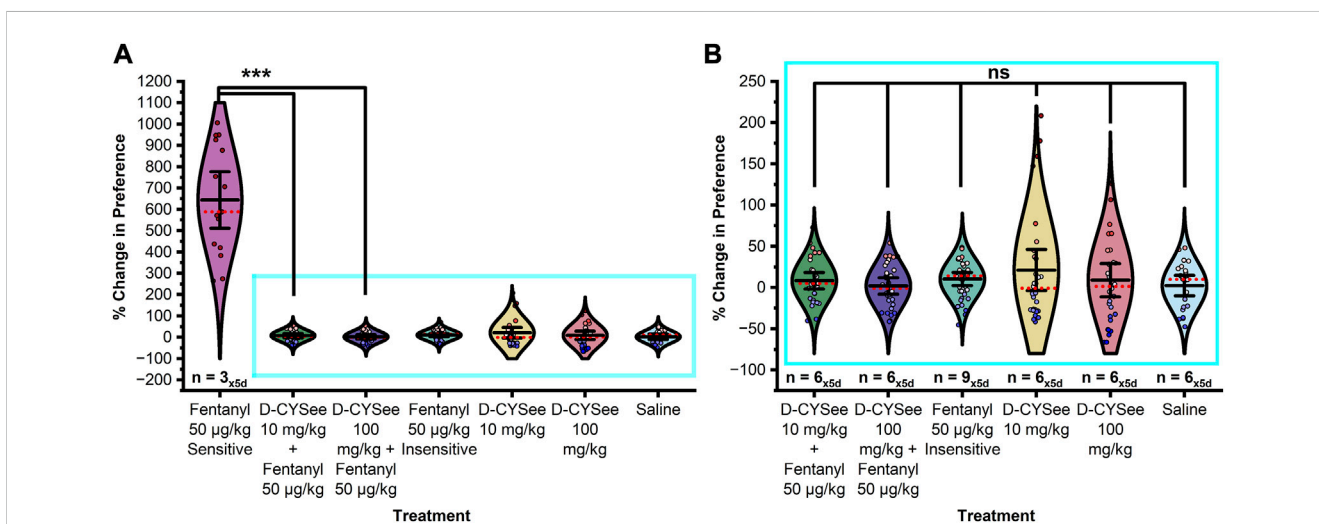 A
B
***
ns
1200
1100
1000
900
800
700
600
500
400
300
200
100
0
−100
−200
% Change in Preference
n = 3x5d
Fentanyl
50 µg/kg
Sensitive
D-CYSee
10 mg/kg
+
Fentanyl
50 µg/kg
D-CYSee
100
mg/kg +
Fentanyl
50 µg/kg
Fentanyl
50 µg/kg
Insensitive
D-CYSee
10 mg/kg
D-CYSee
100
mg/kg
Saline
Treatment
250
200
150
100
50
0
−50
−100
% Change in Preference
n = 6x5d
n = 6x5d
n = 9x5d
n = 6x5d
n = 6x5d
n = 6x5d
D-CYSee
10 mg/kg
+
Fentanyl
50 µg/kg
D-CYSee
100
mg/kg +
Fentanyl
50 µg/kg
Fentanyl
50 µg/kg
Insensitive
D-CYSee
10 mg/kg
D-CYSee
100
mg/kg
Saline
Treatment